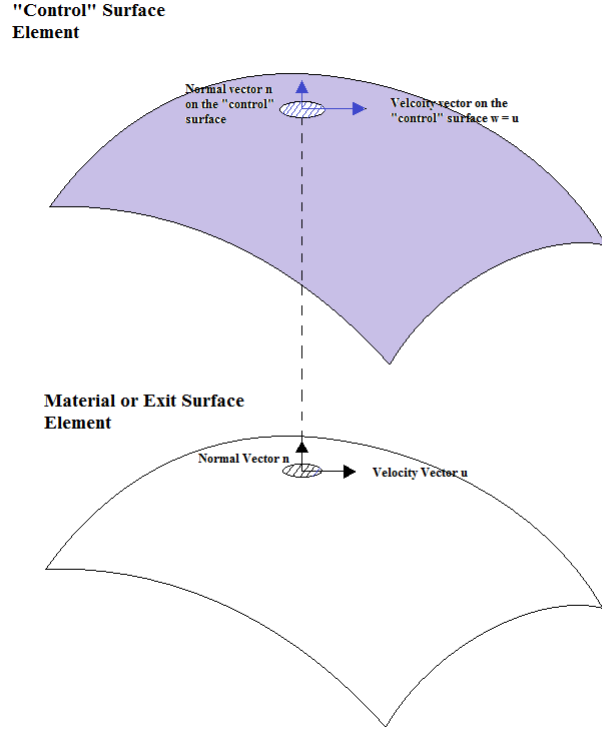 "Control" Surface
Element
Normal vector n
on the "control"
surface
Velcoity vector on the
"control" surface w = u
Material or Exit Surface
Element
Normal Vector n
Velocity Vector u